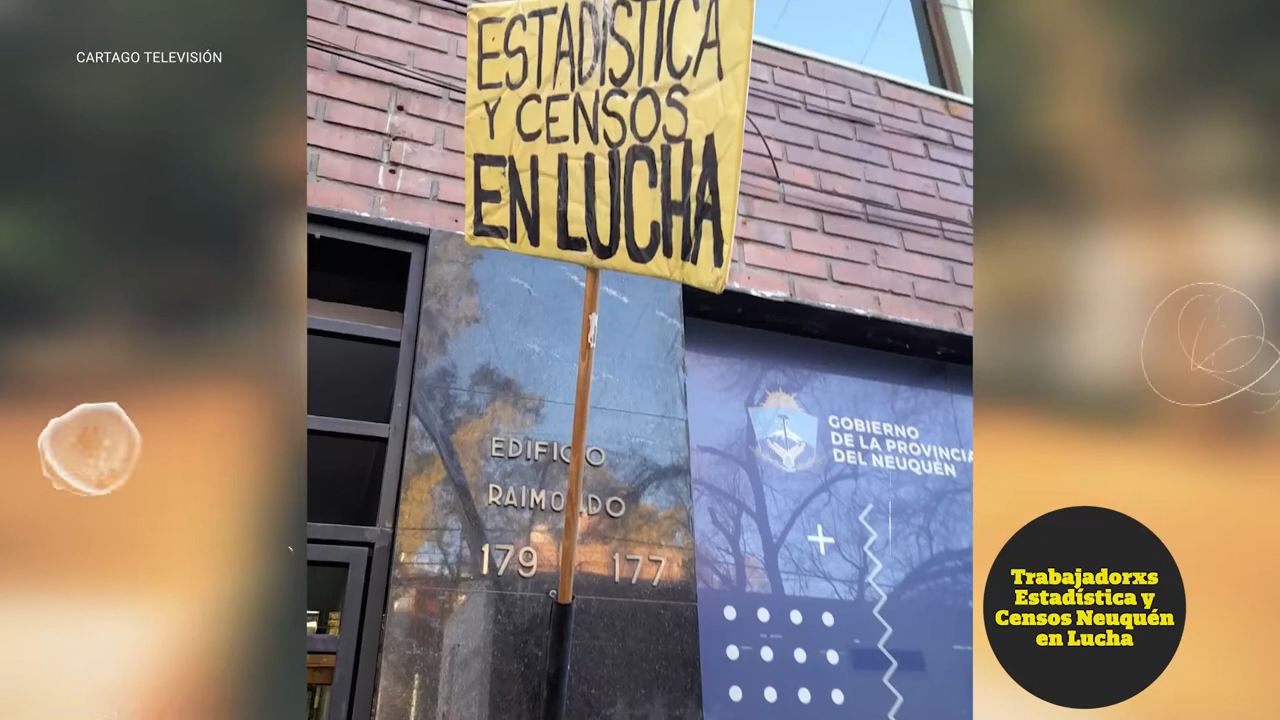 CARTAGO TELEVISIÓN
ESTADÍSTICA
Y CENSOS
EN LUCHA
EDIFICIO
RAIMONDO
179 177
GOBIERNO
DE LA PROVINCIA
DEL NEUQUÉN
Trabajadorxs
Estadística y
Censos Neuquén
en Lucha